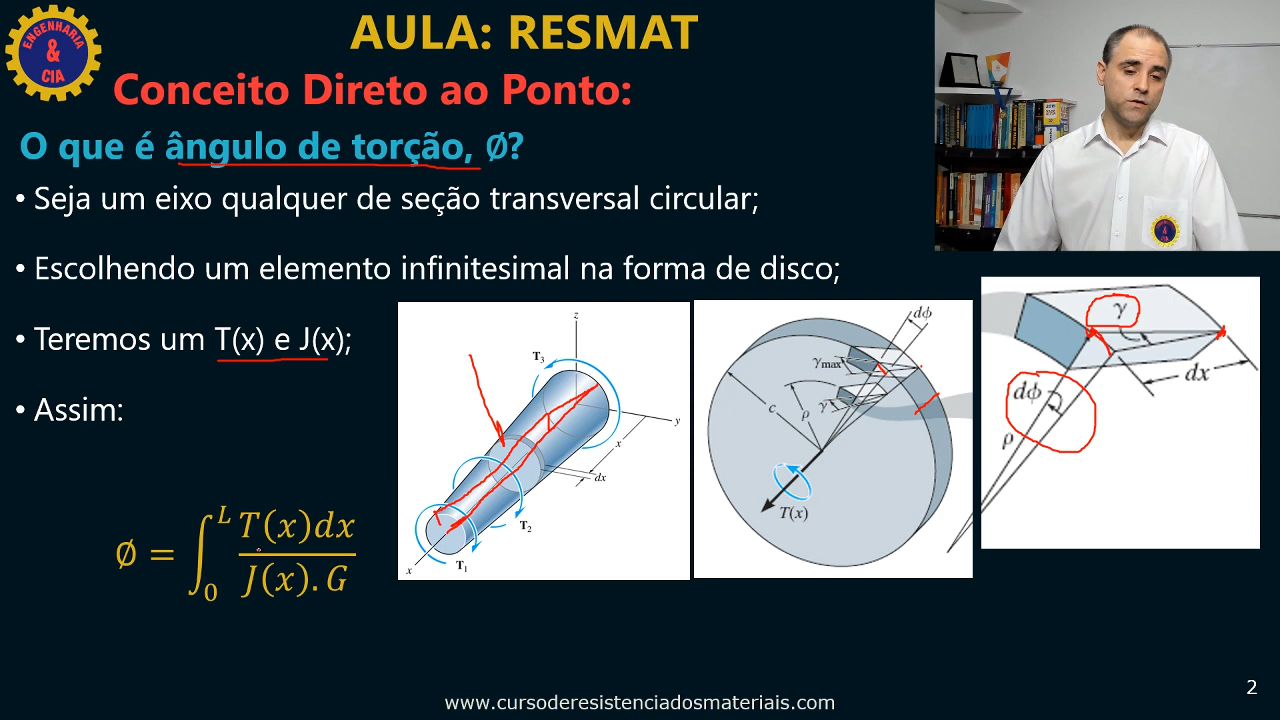 AULA: RESMAT
ENGENHARIA
&
CIA
Conceito Direto ao Ponto:
O que é ângulo de torção, Ø?
• Seja um eixo qualquer de seção transversal circular;
• Escolhendo um elemento infinitesimal na forma de disco;
• Teremos um T(x) e J(x);
• Assim:
∅ = ∫₀ᴸ T(x)dx / J(x).G
z
T₃
y
x
dx
T₂
T₁
x
dϕ
γmax
c
ρ
γ
T(x)
γ
dx
dϕ
ρ
2
www.cursoderesistenciadosmateriais.com